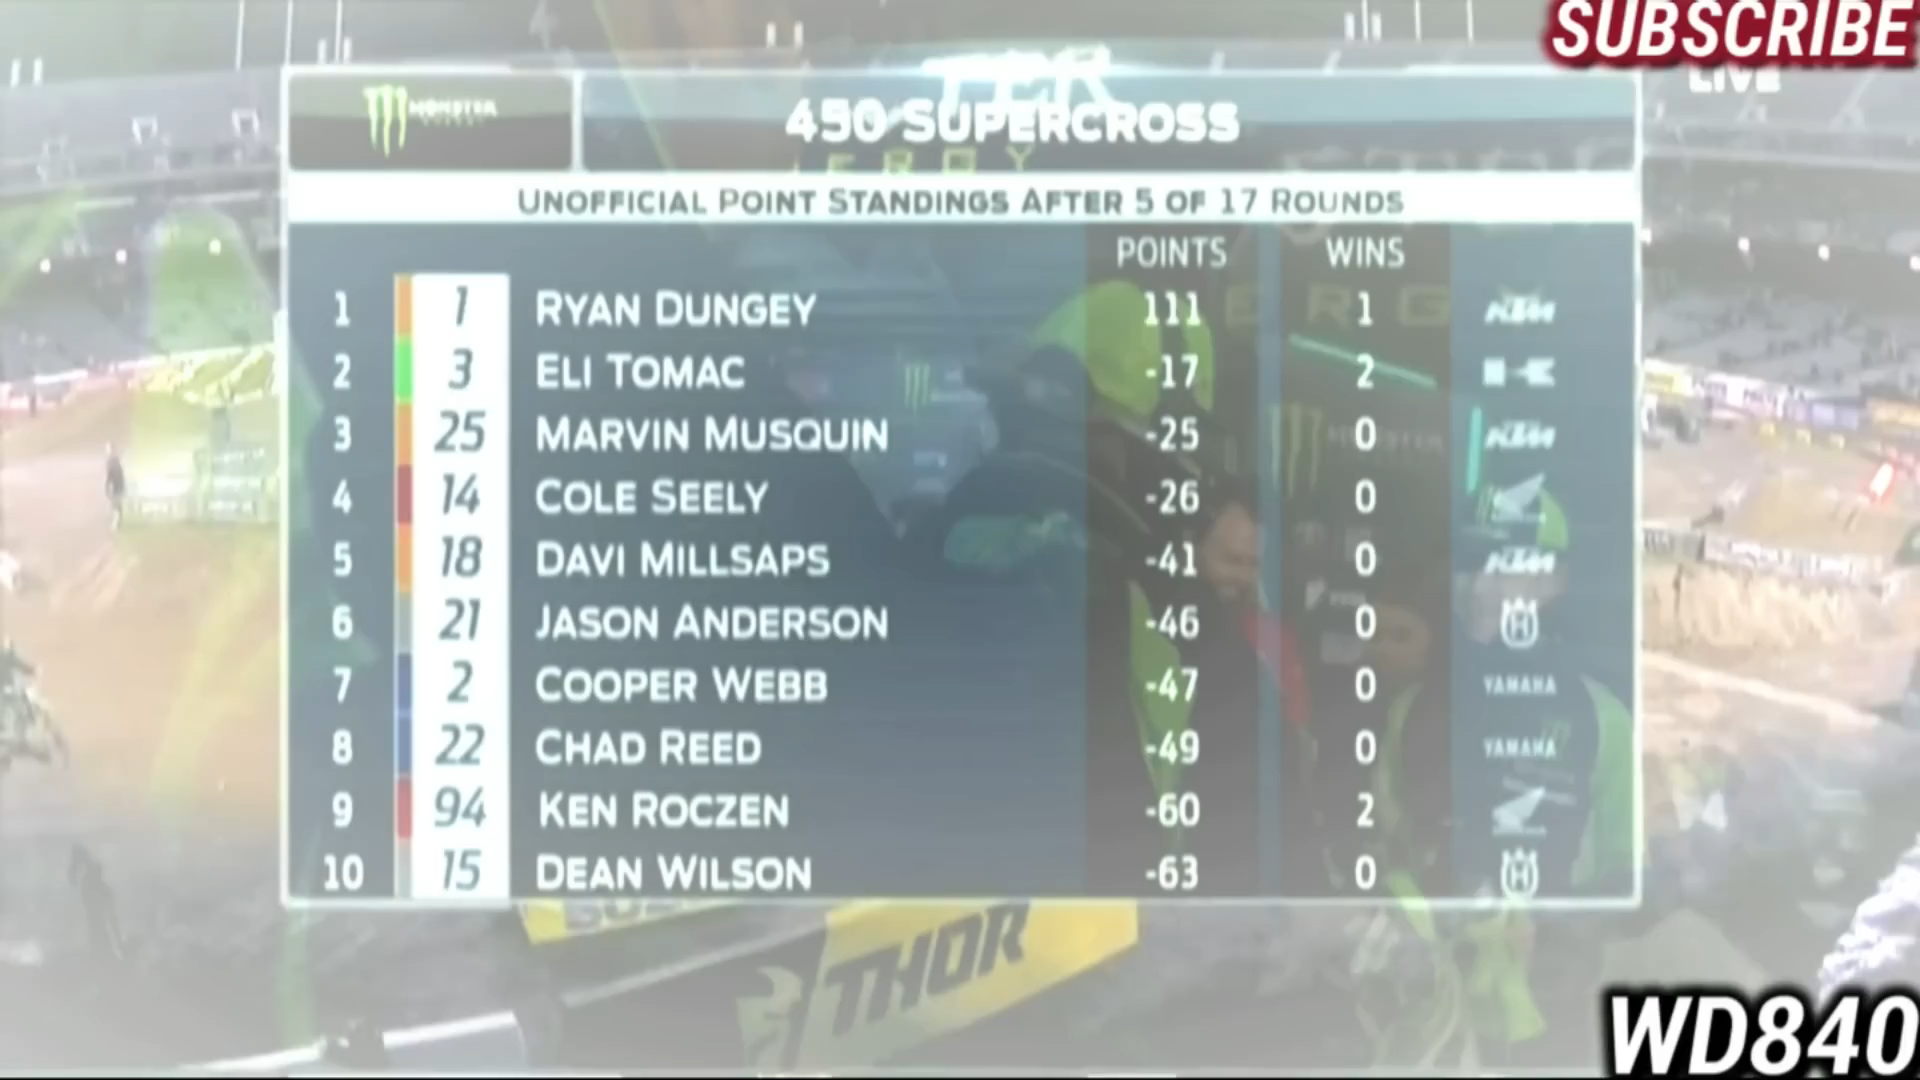 SUBSCRIBE
LIVE
MONSTER
450 SUPERCROSS
UNOFFICIAL POINT STANDINGS AFTER 5 OF 17 ROUNDS
POINTS WINS
1 1 RYAN DUNGEY 111 1 KTM
2 3 ELI TOMAC -17 2
3 25 MARVIN MUSQUIN -25 0 KTM
4 14 COLE SEELY -26 0
5 18 DAVI MILLSAPS -41 0 KTM
6 21 JASON ANDERSON -46 0 H
7 2 COOPER WEBB -47 0 YAMAHA
8 22 CHAD REED -49 0 YAMAHA
9 94 KEN ROCZEN -60 2
10 15 DEAN WILSON -63 0 H
THOR
WD840